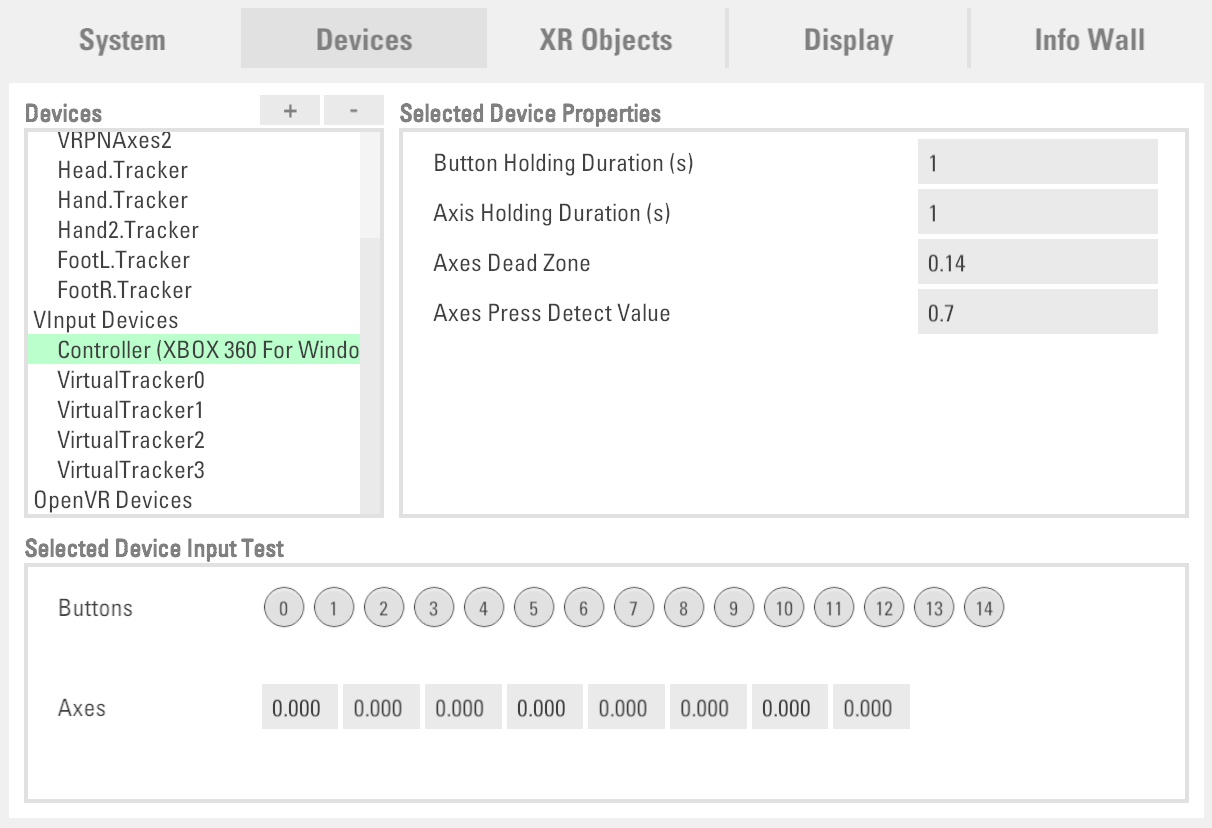 System Devices XR Objects Display Info Wall
Devices + -
VRPNAxes2
Head.Tracker
Hand.Tracker
Hand2.Tracker
FootL.Tracker
FootR.Tracker
VInput Devices
Controller (XBOX 360 For Windo
VirtualTracker0
VirtualTracker1
VirtualTracker2
VirtualTracker3
OpenVR Devices
Selected Device Properties
Button Holding Duration (s) 1
Axis Holding Duration (s) 1
Axes Dead Zone 0.14
Axes Press Detect Value 0.7
Selected Device Input Test
Buttons 0 1 2 3 4 5 6 7 8 9 10 11 12 13 14
Axes 0.000 0.000 0.000 0.000 0.000 0.000 0.000 0.000